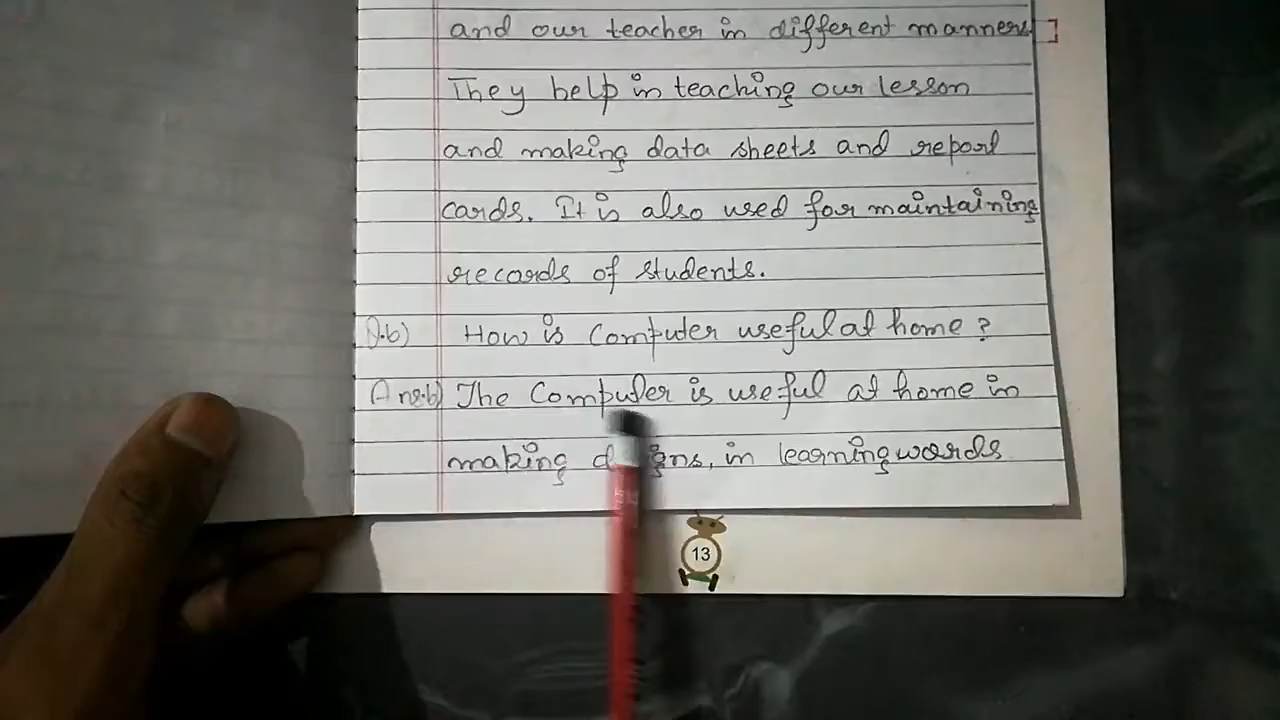 and our teacher in different manners ]
They help in teaching our lesson
and making data sheets and report
cards. It is also used for maintaining
records of students.
Q.b) How is Computer useful at home?
Ans.b) The Computer is useful at home in
making designs, in learning words
13